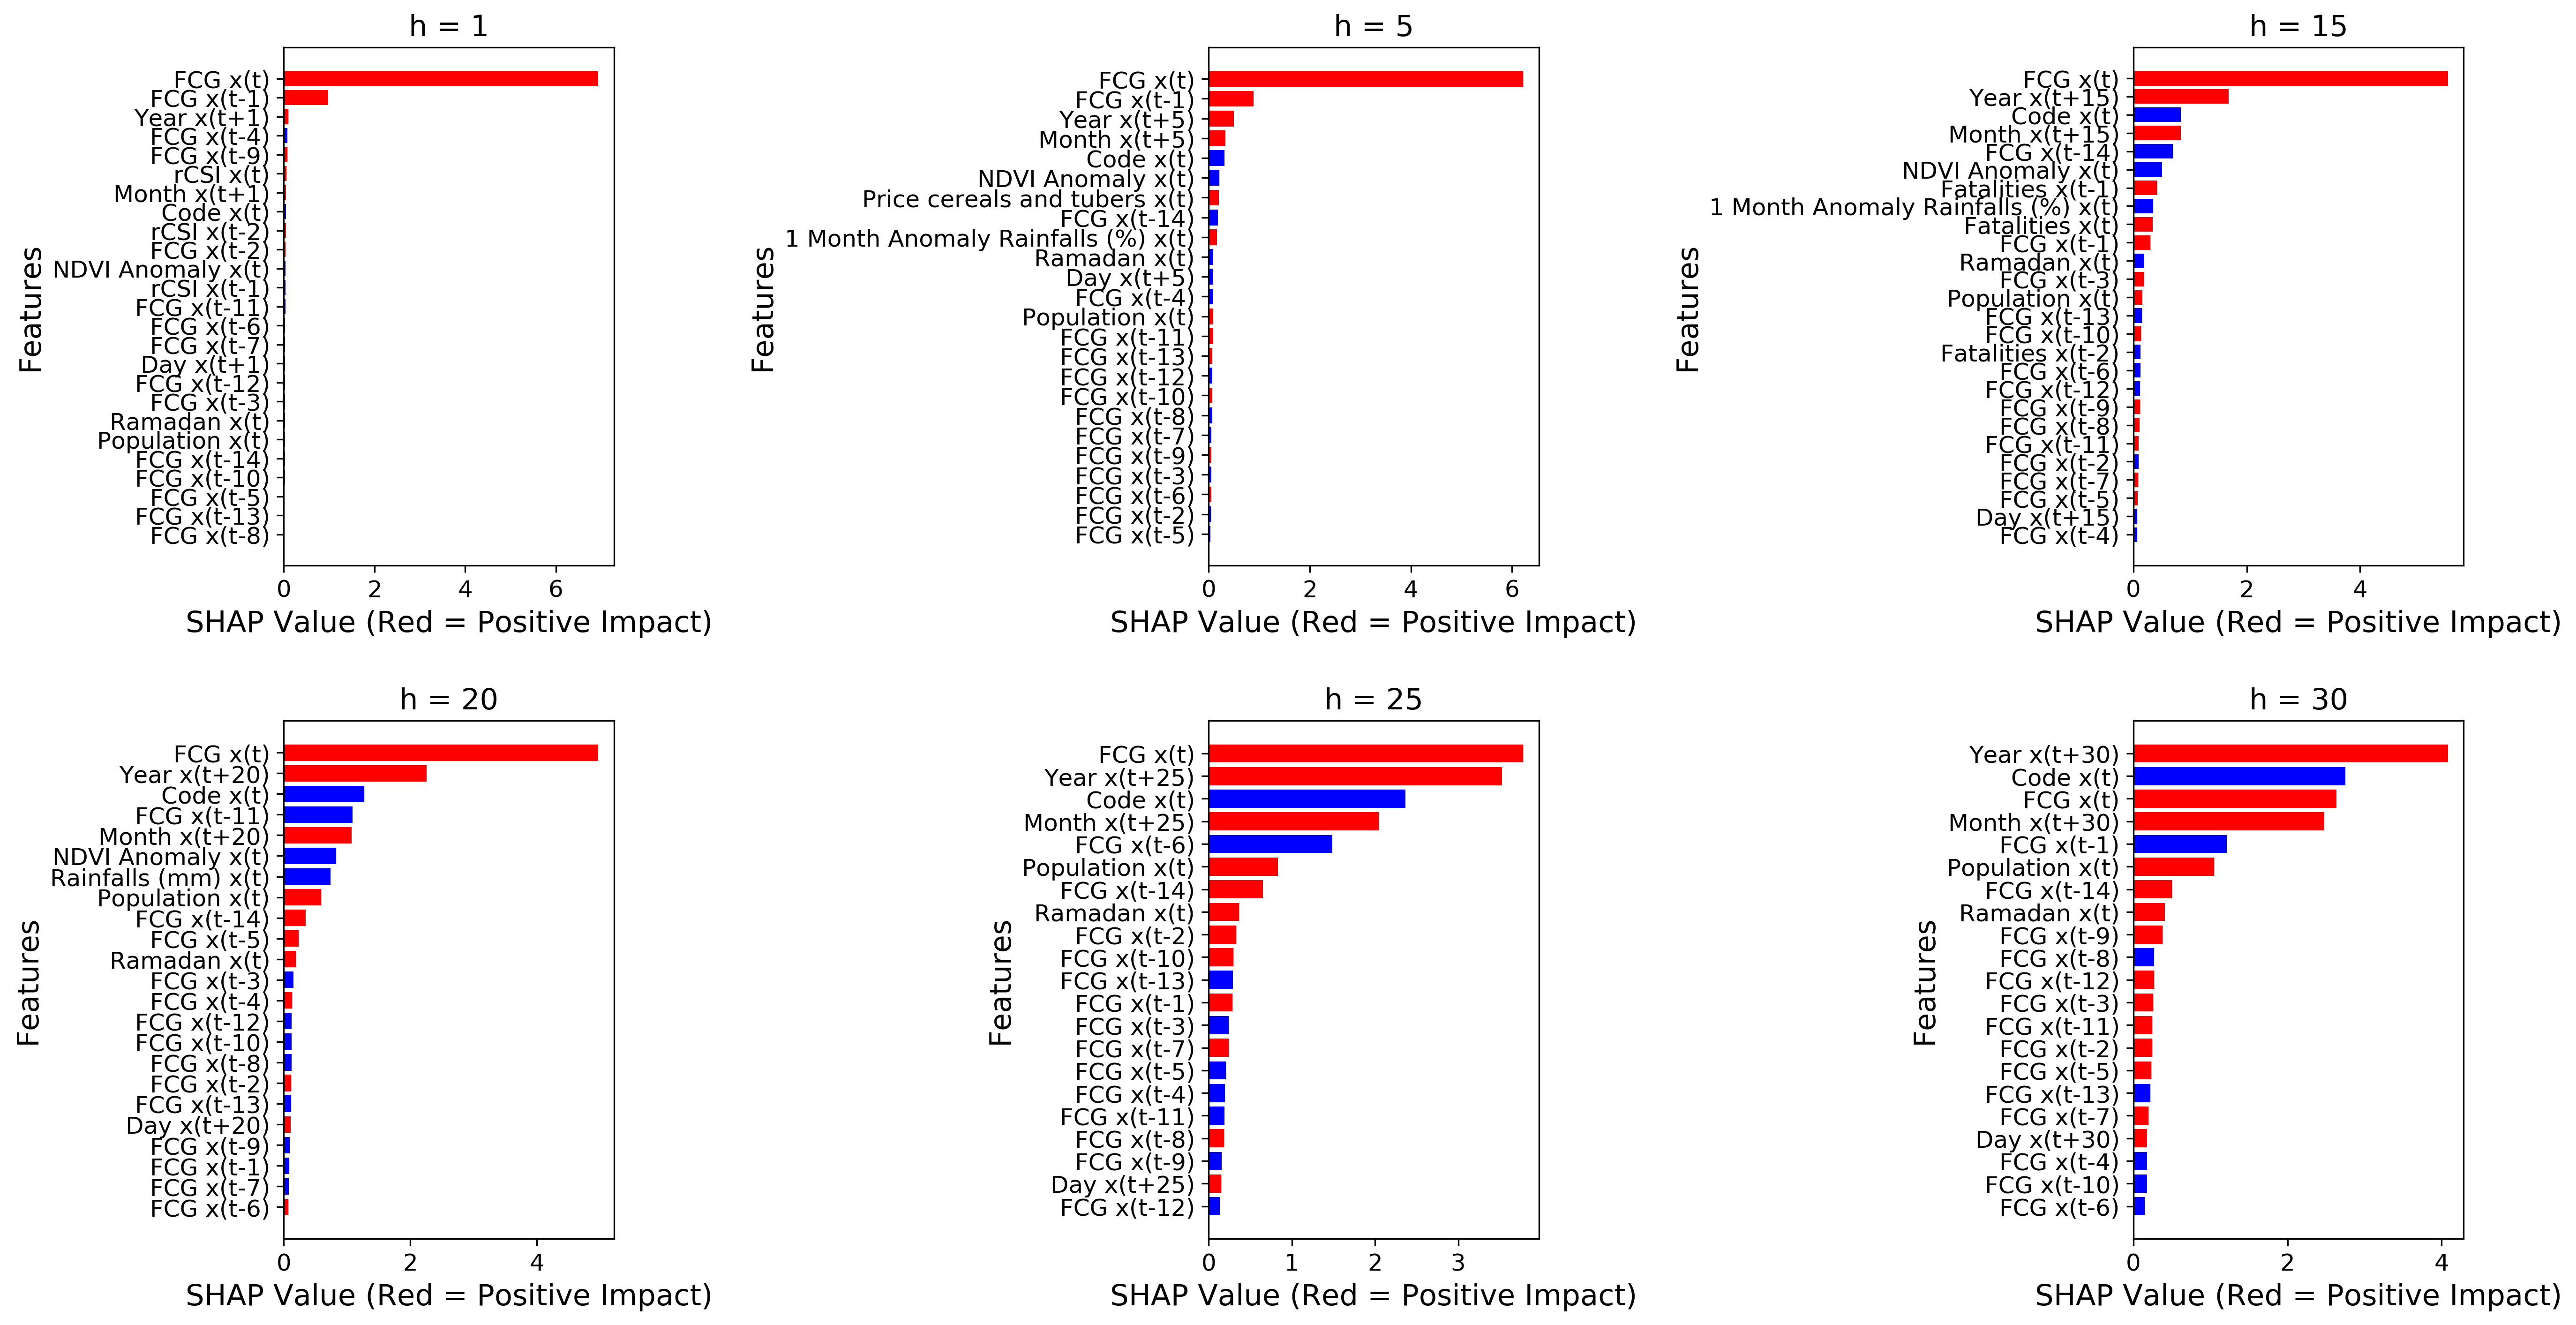 h = 1
FCG x(t)
FCG x(t-1)
Year x(t+1)
FCG x(t-4)
FCG x(t-9)
rCSI x(t)
Month x(t+1)
Code x(t)
rCSI x(t-2)
FCG x(t-2)
NDVI Anomaly x(t)
rCSI x(t-1)
FCG x(t-11)
FCG x(t-6)
FCG x(t-7)
Day x(t+1)
FCG x(t-12)
FCG x(t-3)
Ramadan x(t)
Population x(t)
FCG x(t-14)
FCG x(t-10)
FCG x(t-5)
FCG x(t-13)
FCG x(t-8)
Features
0 2 4 6
SHAP Value (Red = Positive Impact)
h = 5
FCG x(t)
FCG x(t-1)
Year x(t+5)
Month x(t+5)
Code x(t)
NDVI Anomaly x(t)
Price cereals and tubers x(t)
FCG x(t-14)
1 Month Anomaly Rainfalls (%) x(t)
Ramadan x(t)
Day x(t+5)
FCG x(t-4)
Population x(t)
FCG x(t-11)
FCG x(t-13)
FCG x(t-12)
FCG x(t-10)
FCG x(t-8)
FCG x(t-7)
FCG x(t-9)
FCG x(t-3)
FCG x(t-6)
FCG x(t-2)
FCG x(t-5)
Features
0 2 4 6
SHAP Value (Red = Positive Impact)
h = 15
FCG x(t)
Year x(t+15)
Code x(t)
Month x(t+15)
FCG x(t-14)
NDVI Anomaly x(t)
Fatalities x(t-1)
1 Month Anomaly Rainfalls (%) x(t)
Fatalities x(t)
FCG x(t-1)
Ramadan x(t)
FCG x(t-3)
Population x(t)
FCG x(t-13)
FCG x(t-10)
Fatalities x(t-2)
FCG x(t-6)
FCG x(t-12)
FCG x(t-9)
FCG x(t-8)
FCG x(t-11)
FCG x(t-2)
FCG x(t-7)
FCG x(t-5)
Day x(t+15)
FCG x(t-4)
Features
0 2 4
SHAP Value (Red = Positive Impact)
h = 20
FCG x(t)
Year x(t+20)
Code x(t)
FCG x(t-11)
Month x(t+20)
NDVI Anomaly x(t)
Rainfalls (mm) x(t)
Population x(t)
FCG x(t-14)
FCG x(t-5)
Ramadan x(t)
FCG x(t-3)
FCG x(t-4)
FCG x(t-12)
FCG x(t-10)
FCG x(t-8)
FCG x(t-2)
FCG x(t-13)
Day x(t+20)
FCG x(t-9)
FCG x(t-1)
FCG x(t-7)
FCG x(t-6)
Features
0 2 4
SHAP Value (Red = Positive Impact)
h = 25
FCG x(t)
Year x(t+25)
Code x(t)
Month x(t+25)
FCG x(t-6)
Population x(t)
FCG x(t-14)
Ramadan x(t)
FCG x(t-2)
FCG x(t-10)
FCG x(t-13)
FCG x(t-1)
FCG x(t-3)
FCG x(t-7)
FCG x(t-5)
FCG x(t-4)
FCG x(t-11)
FCG x(t-8)
FCG x(t-9)
Day x(t+25)
FCG x(t-12)
Features
0 1 2 3
SHAP Value (Red = Positive Impact)
h = 30
Year x(t+30)
Code x(t)
FCG x(t)
Month x(t+30)
FCG x(t-1)
Population x(t)
FCG x(t-14)
Ramadan x(t)
FCG x(t-9)
FCG x(t-8)
FCG x(t-12)
FCG x(t-3)
FCG x(t-11)
FCG x(t-2)
FCG x(t-5)
FCG x(t-13)
FCG x(t-7)
Day x(t+30)
FCG x(t-4)
FCG x(t-10)
FCG x(t-6)
Features
0 2 4
SHAP Value (Red = Positive Impact)